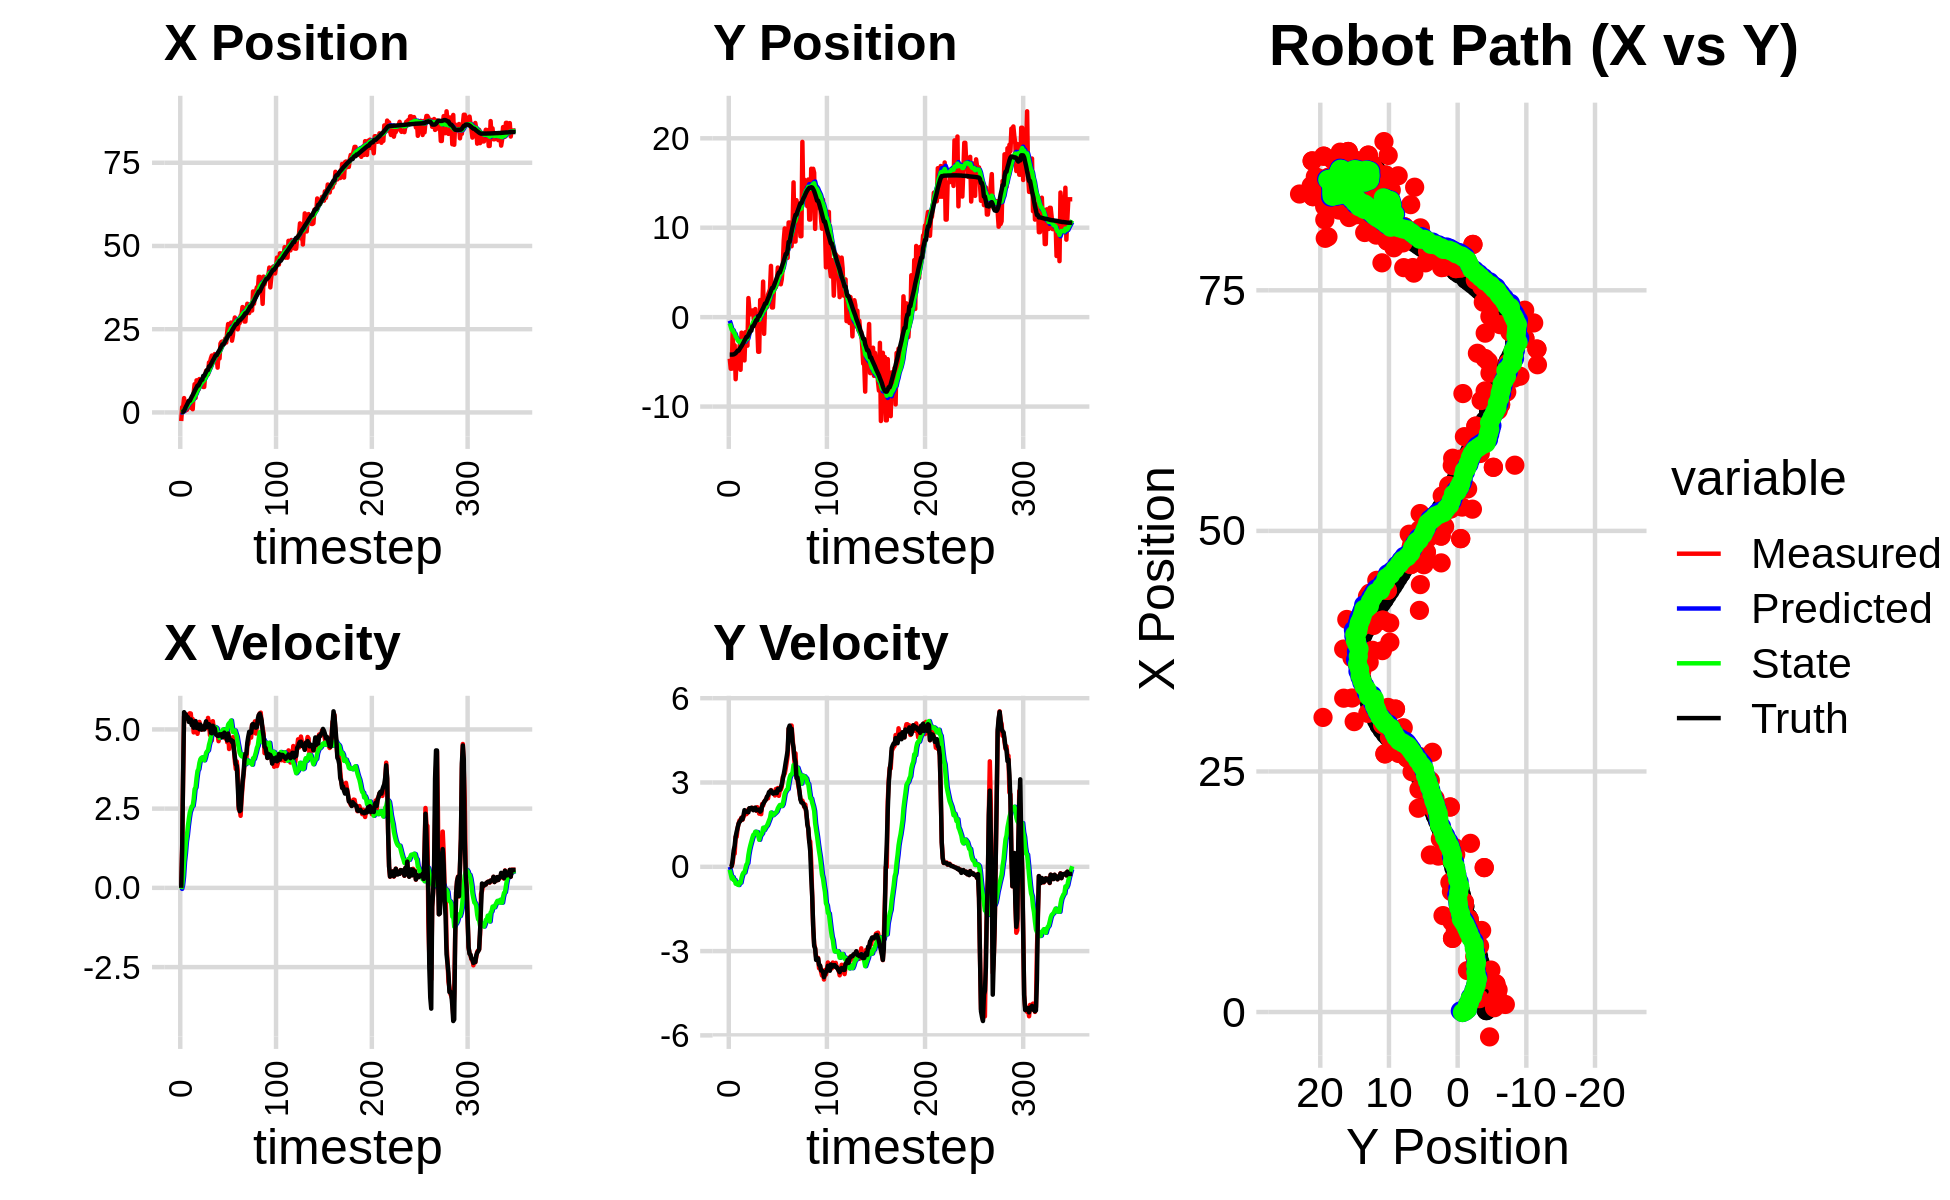 X Position
75
50
25
0
0
100
200
300
timestep
Y Position
20
10
0
-10
0
100
200
300
timestep
X Velocity
5.0
2.5
0.0
-2.5
0
100
200
300
timestep
Y Velocity
6
3
0
-3
-6
0
100
200
300
timestep
Robot Path (X vs Y)
X Position
75
50
25
0
20 10 0 -10 -20
Y Position
variable
Measured
Predicted
State
Truth